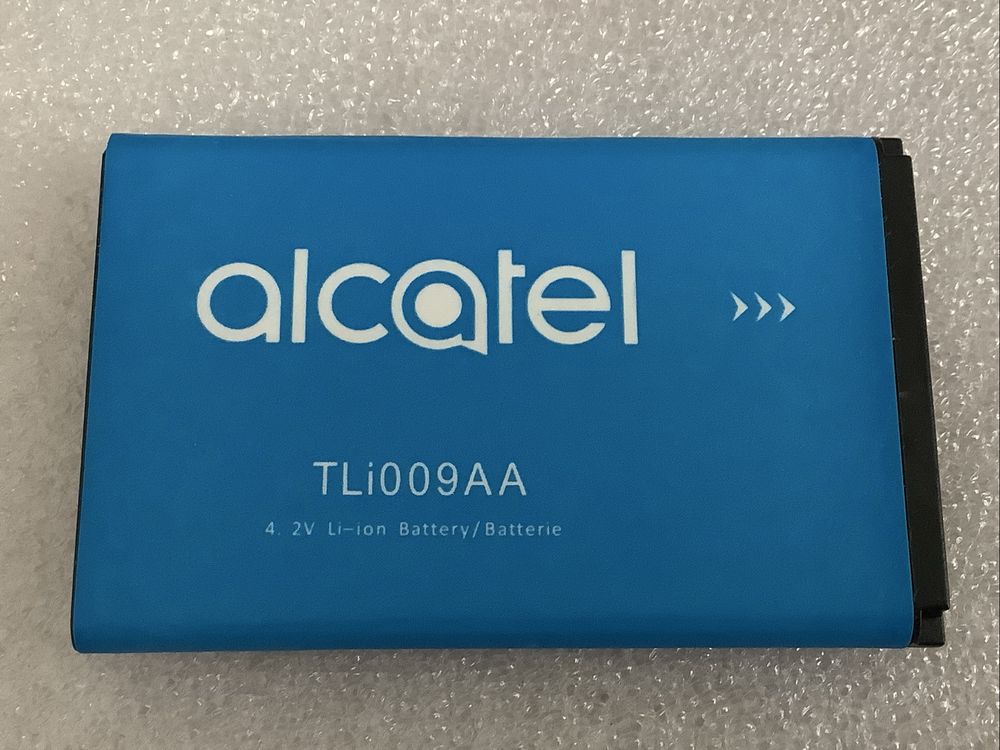 alcatel
TLi009AA
4. 2V Li-ion Battery/Batterie